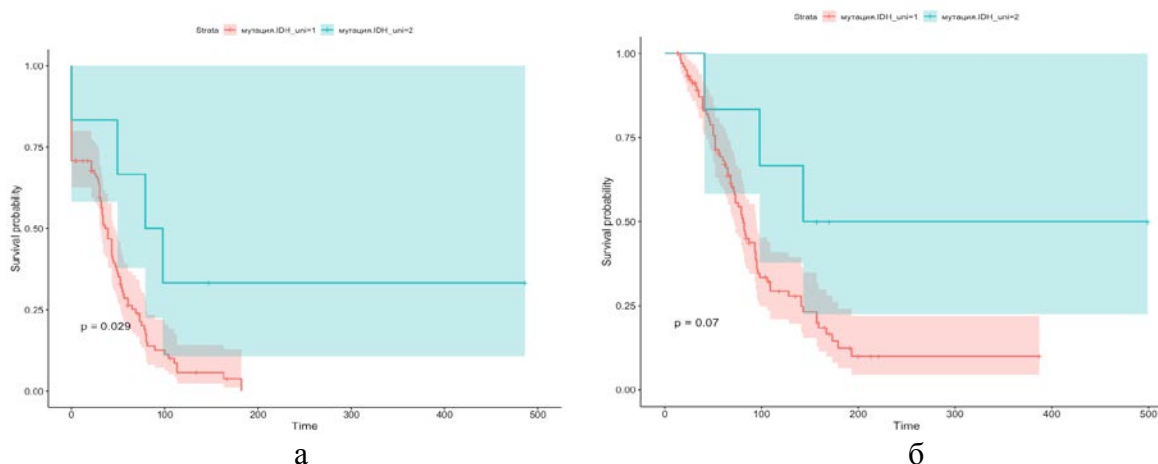 Strata мутация.IDH_uni=1 мутация.IDH_uni=2
1.00
0.75
0.50
0.25
0.00
Survival probability
p = 0.029
0 100 200 300 400 500
Time
а
Strata мутация.IDH_uni=1 мутация.IDH_uni=2
1.00
0.75
0.50
0.25
0.00
Survival probability
p = 0.07
0 100 200 300 400 500
Time
б